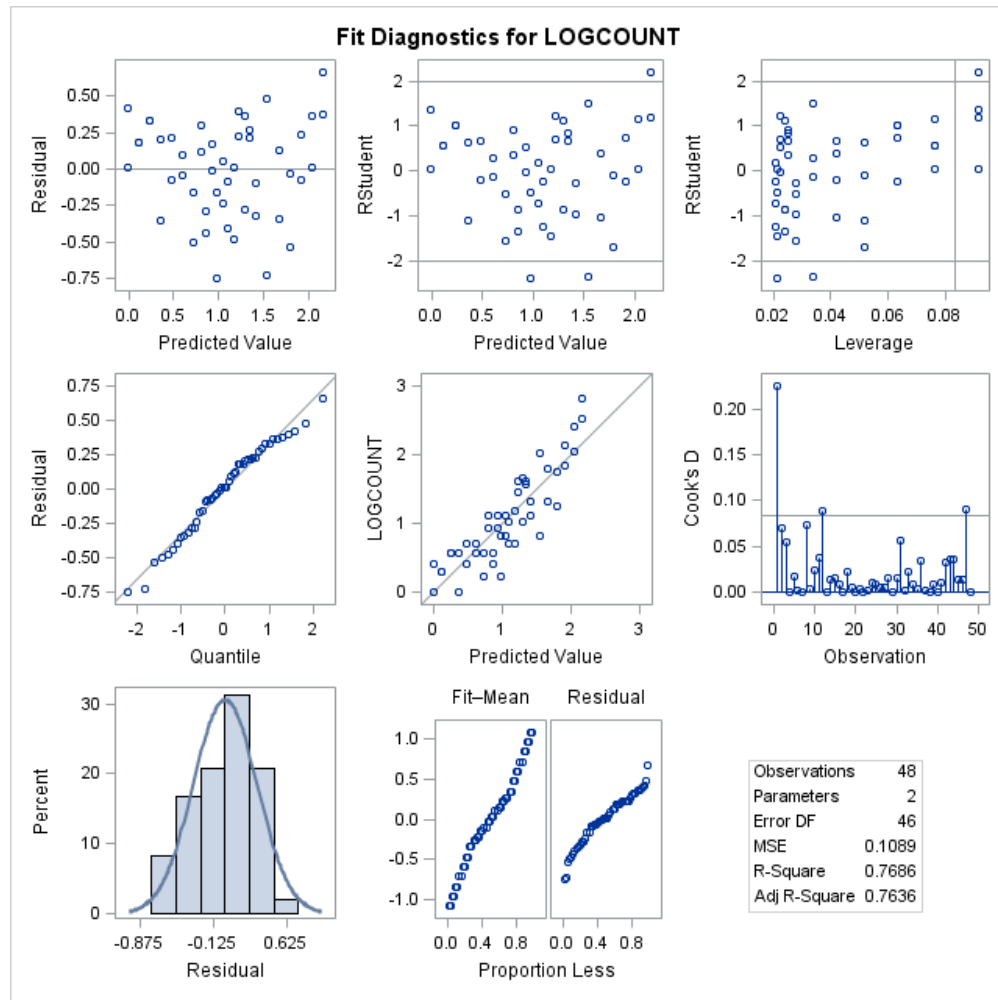 Fit Diagnostics for LOGCOUNT
Residual
0.50
0.25
0.00
-0.25
-0.50
-0.75
0.0 0.5 1.0 1.5 2.0
Predicted Value
RStudent
2
1
0
-1
-2
0.0 0.5 1.0 1.5 2.0
Predicted Value
RStudent
2
1
0
-1
-2
0.02 0.04 0.06 0.08
Leverage
Residual
0.75
0.50
0.25
0.00
-0.25
-0.50
-0.75
-2 -1 0 1 2
Quantile
LOGCOUNT
3
2
1
0
0 1 2 3
Predicted Value
Cook's D
0.20
0.15
0.10
0.05
0.00
0 10 20 30 40 50
Observation
Percent
30
20
10
0
-0.875 -0.125 0.625
Residual
Fit–Mean Residual
1.0
0.5
0.0
-0.5
-1.0
0.0 0.4 0.8 0.0 0.4 0.8
Proportion Less
Observations 48
Parameters 2
Error DF 46
MSE 0.1089
R-Square 0.7686
Adj R-Square 0.7636